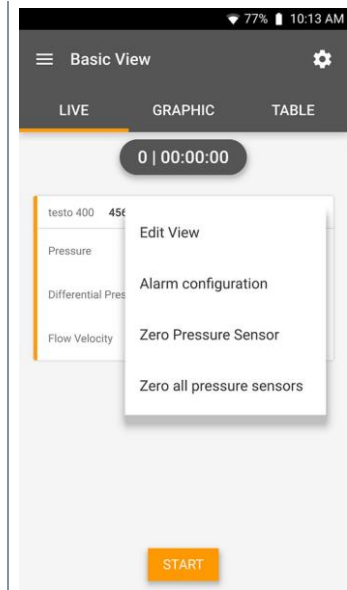 77% 10:13 AM
Basic View
LIVE GRAPHIC TABLE
0 | 00:00:00
testo 400 456
Pressure
Edit View
Differential Pres
Alarm configuration
Flow Velocity
Zero Pressure Sensor
Zero all pressure sensors
START